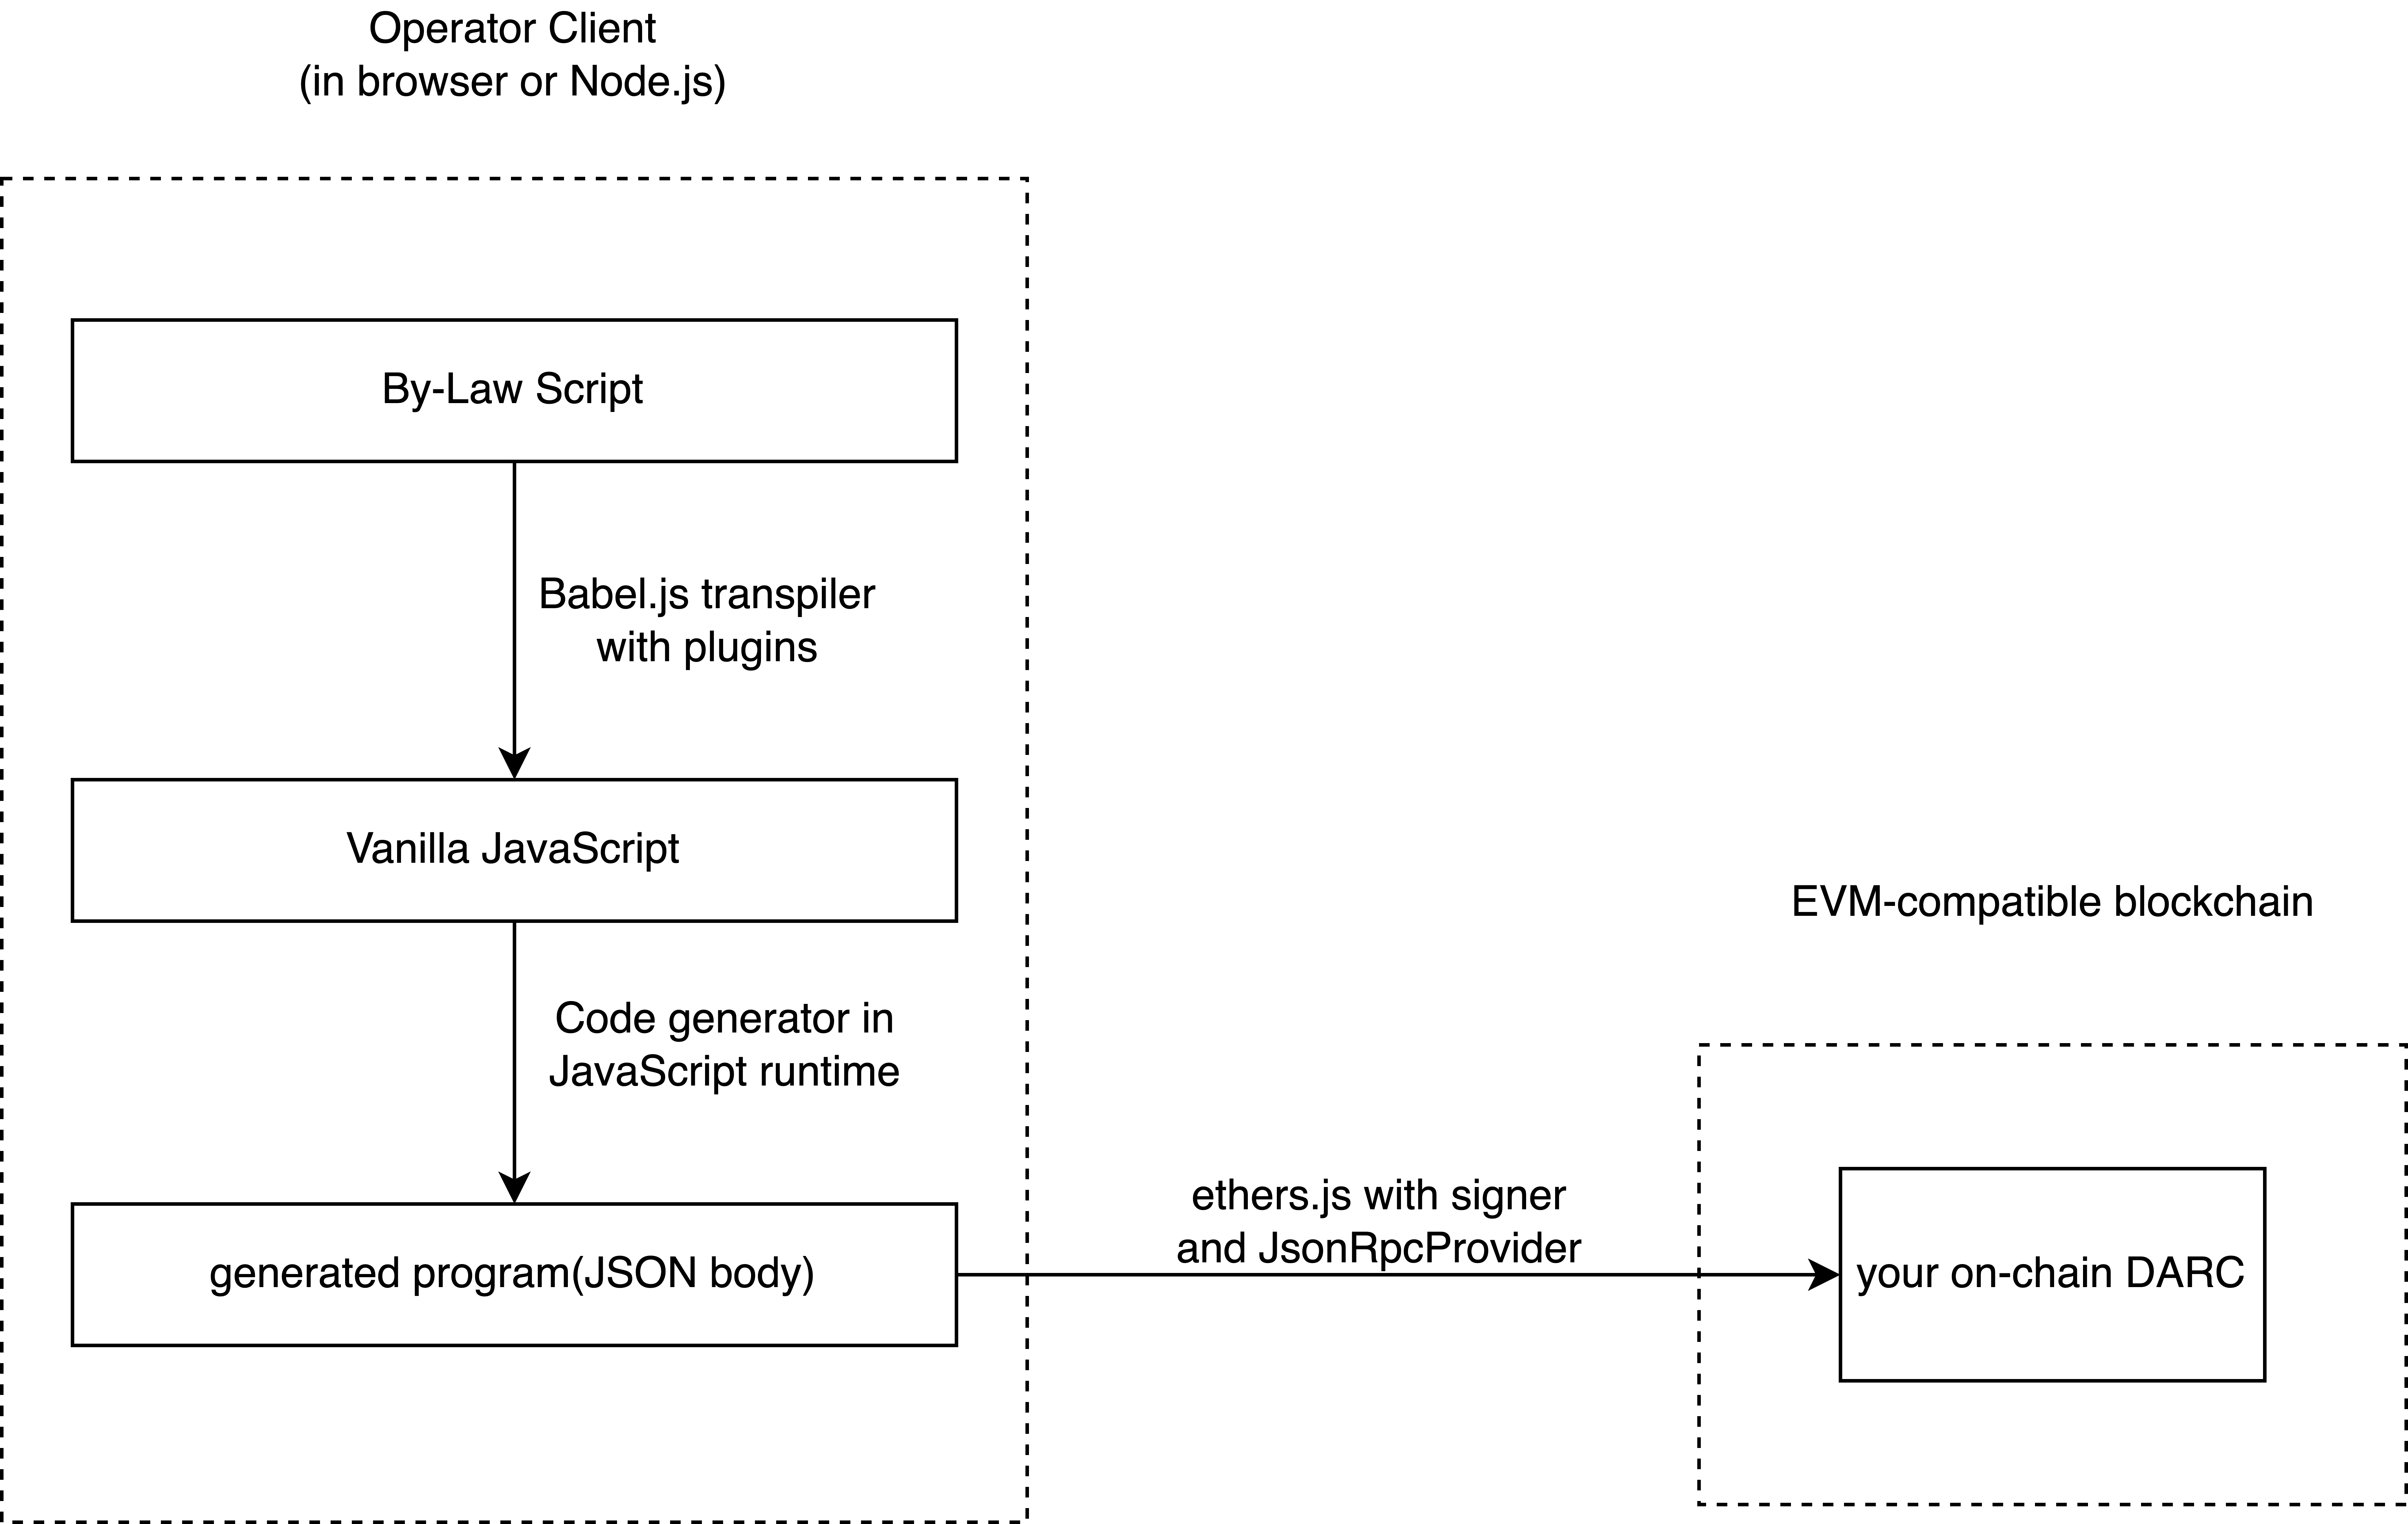 Operator Client
(in browser or Node.js)
By-Law Script
Babel.js transpiler
with plugins
Vanilla JavaScript
Code generator in
JavaScript runtime
generated program(JSON body)
ethers.js with signer
and JsonRpcProvider
EVM-compatible blockchain
your on-chain DARC